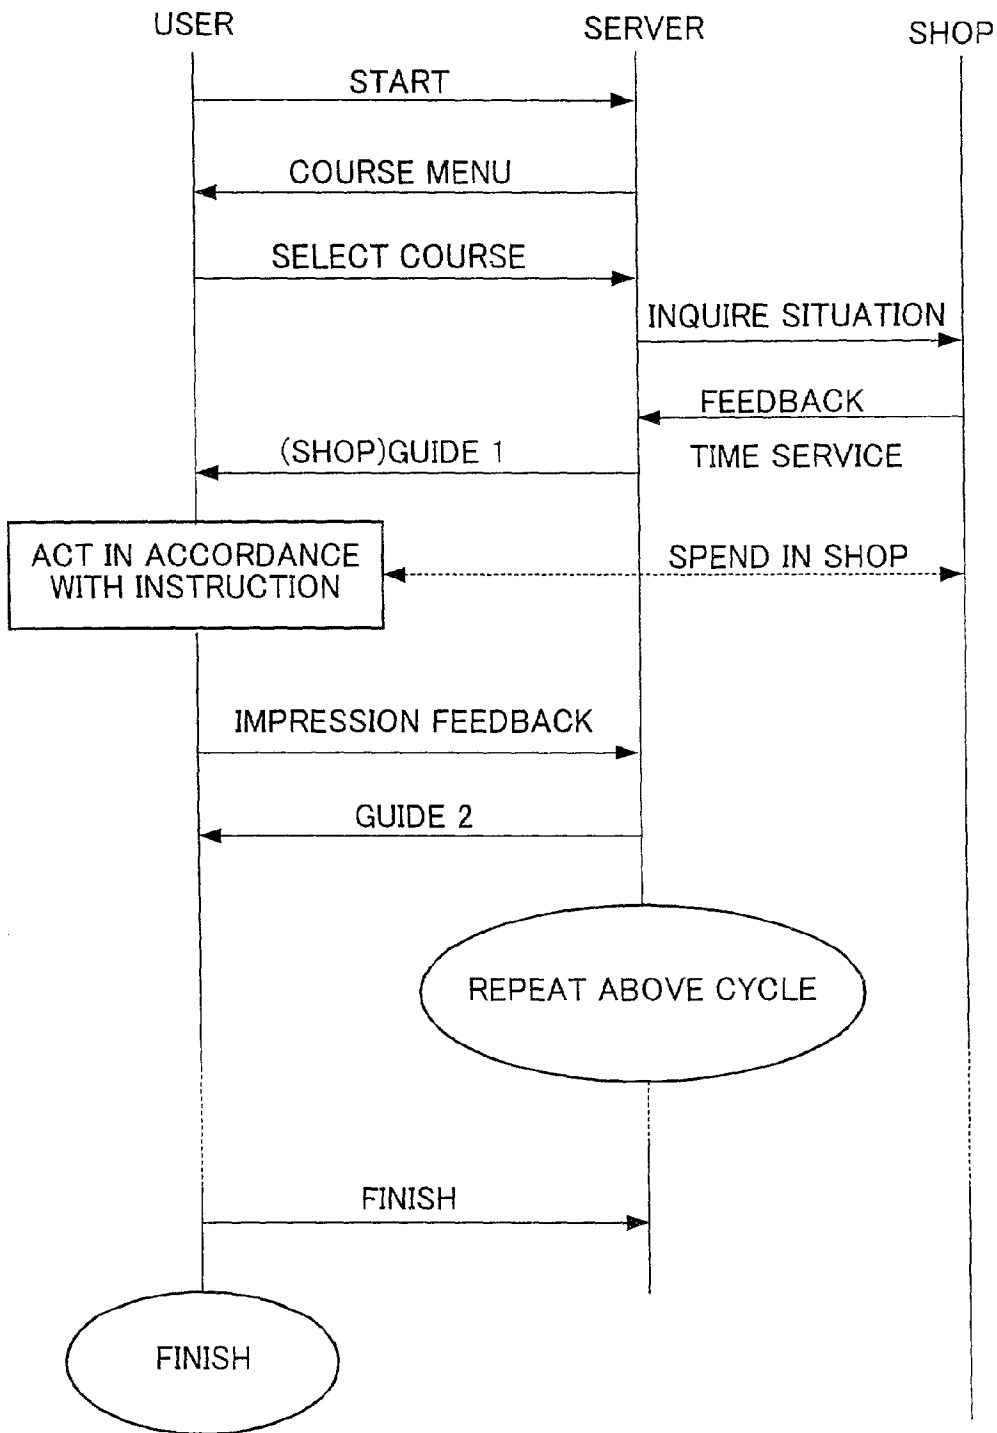 USER
SERVER
SHOP
START
COURSE MENU
SELECT COURSE
INQUIRE SITUATION
FEEDBACK
(SHOP)GUIDE 1
TIME SERVICE
ACT IN ACCORDANCE
WITH INSTRUCTION
SPEND IN SHOP
IMPRESSION FEEDBACK
GUIDE 2
REPEAT ABOVE CYCLE
FINISH
FINISH